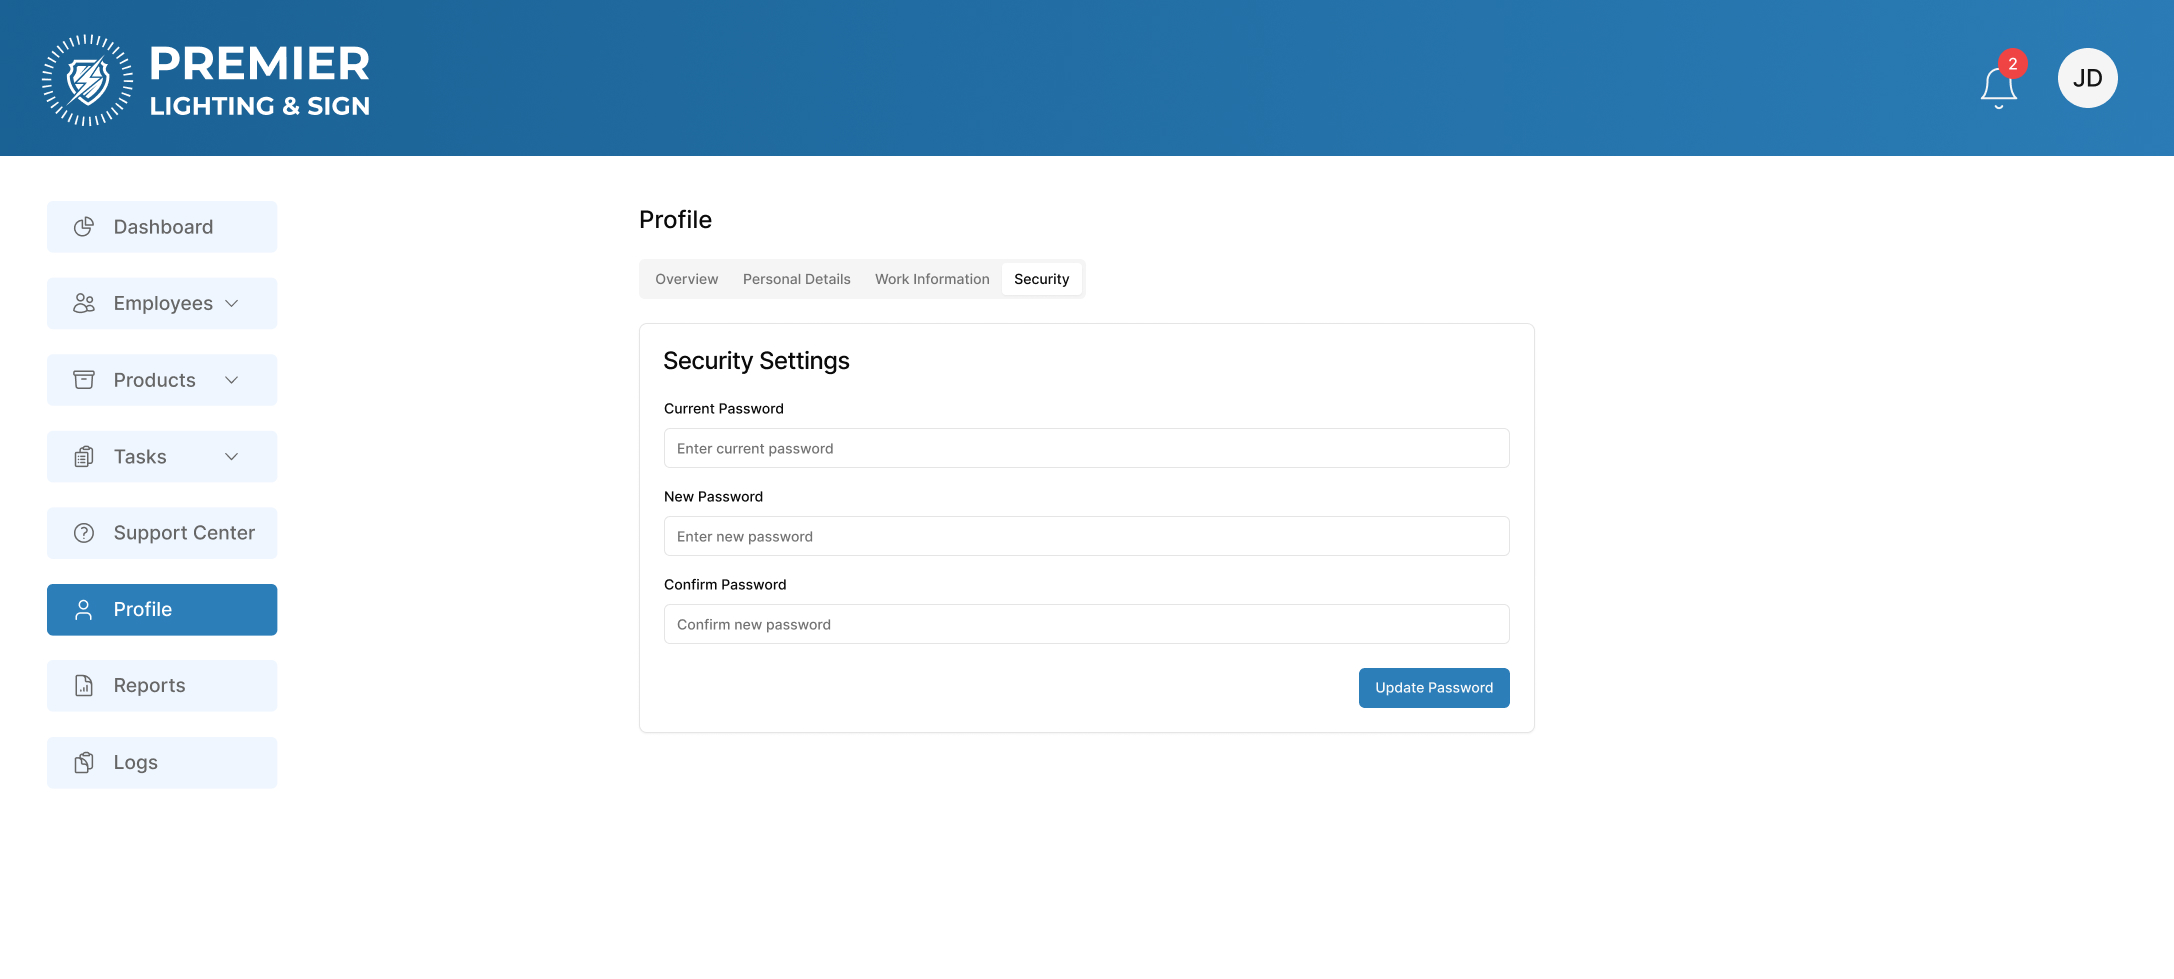 PREMIER
LIGHTING & SIGN
2
JD
Dashboard
Employees
Products
Tasks
Support Center
Profile
Reports
Logs
Profile
Overview
Personal Details
Work Information
Security
Security Settings
Current Password
Enter current password
New Password
Enter new password
Confirm Password
Confirm new password
Update Password